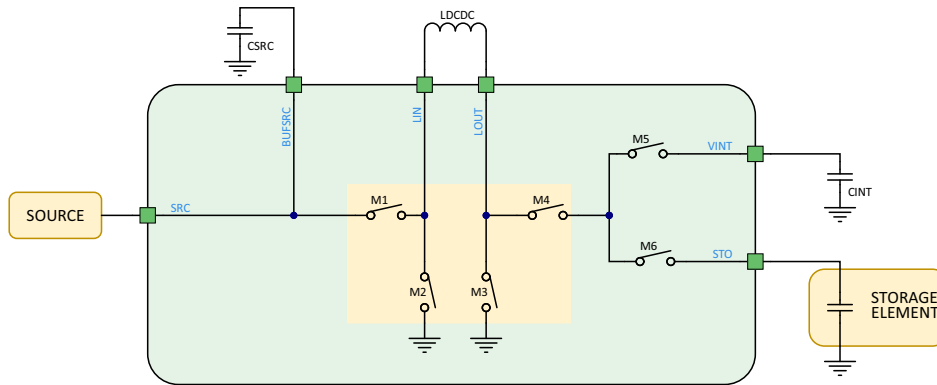 LDCDC
CSRC
BUFSRC
LIN
LOUT
M5
VINT
CINT
SOURCE
SRC
M1
M4
M6
STO
M2
M3
STORAGE
ELEMENT